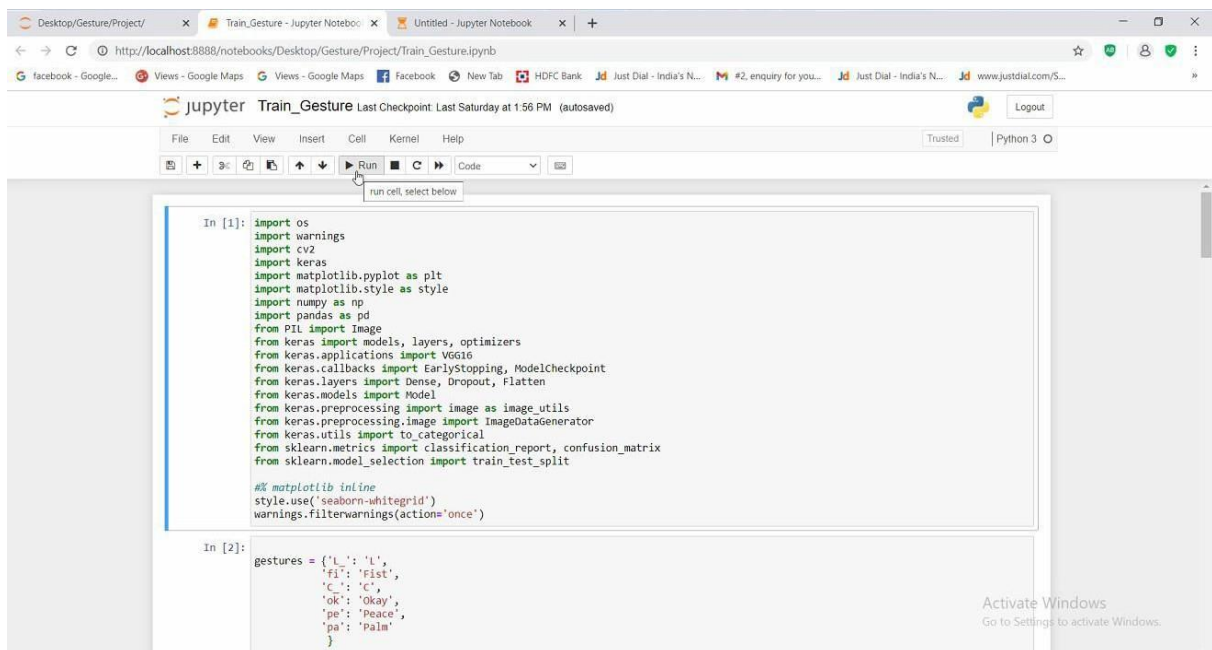 Desktop/Gesture/Project/
Train_Gesture - Jupyter Noteboo
Untitled - Jupyter Notebook
http://localhost:8888/notebooks/Desktop/Gesture/Project/Train_Gesture.ipynb
facebook - Google... Views - Google Maps Views - Google Maps Facebook New Tab HDFC Bank Just Dial - India's N... #2, enquiry for you... Just Dial - India's N... www.justdial.com/S...
jupyter Train_Gesture Last Checkpoint: Last Saturday at 1:56 PM (autosaved) Logout
File Edit View Insert Cell Kernel Help Trusted Python 3
Run Code
run cell, select below
In [1]: import os
import warnings
import cv2
import keras
import matplotlib.pyplot as plt
import matplotlib.style as style
import numpy as np
import pandas as pd
from PIL import Image
from keras import models, layers, optimizers
from keras.applications import VGG16
from keras.callbacks import EarlyStopping, ModelCheckpoint
from keras.layers import Dense, Dropout, Flatten
from keras.models import Model
from keras.preprocessing import image as image_utils
from keras.preprocessing.image import ImageDataGenerator
from keras.utils import to_categorical
from sklearn.metrics import classification_report, confusion_matrix
from sklearn.model_selection import train_test_split
#% matplotlib inline
style.use('seaborn-whitegrid')
warnings.filterwarnings(action='once')
In [2]:
gestures = {'L_': 'L',
'fi': 'Fist',
'C_': 'C',
'ok': 'Okay',
'pe': 'Peace',
'pa': 'Palm'
}
Activate Windows
Go to Settings to activate Windows.